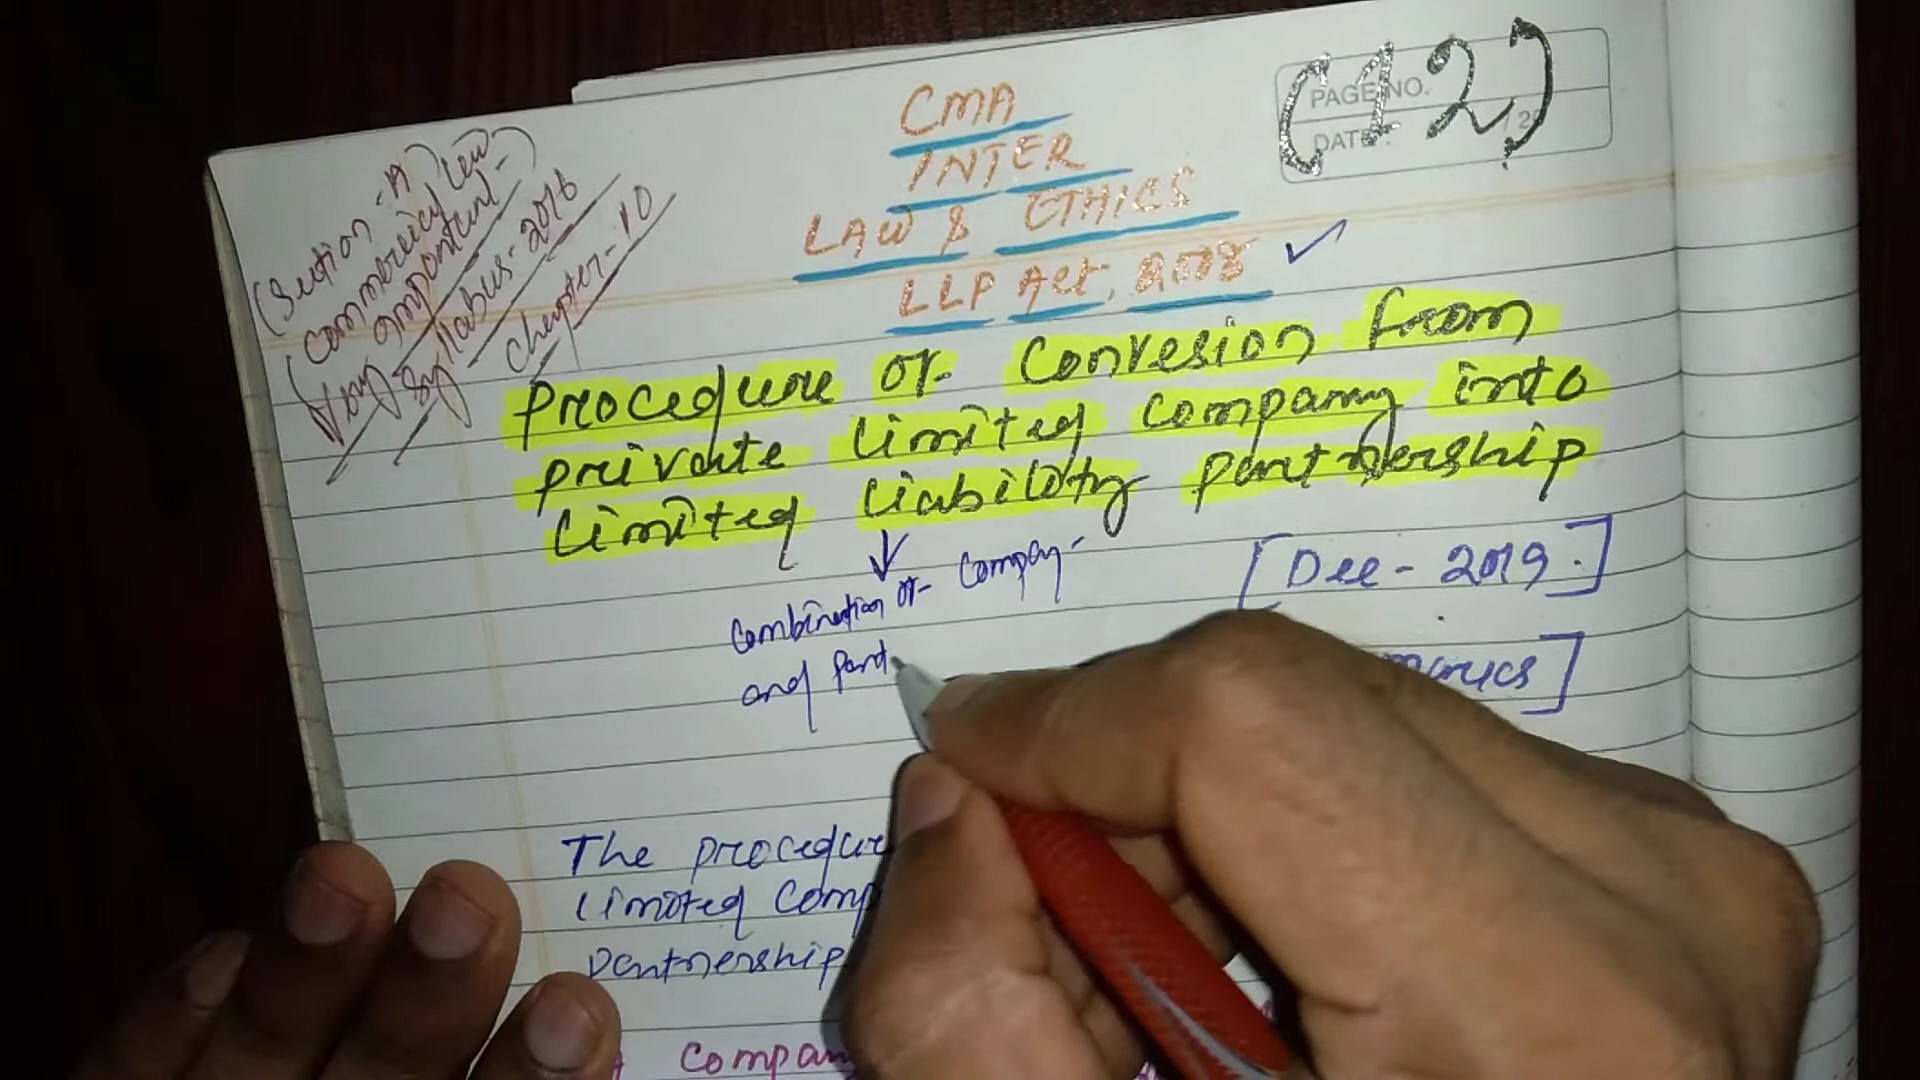 CMA
INTER
LAW & ETHICS
LLP Act, 2008
(12)
PAGE NO.
DATE:
(Section-A)
(Commercial Law
Very important-)
Syllabus-2016
Chapter-10
Procedure of Convesion from
private limited company into
limited liability partnership
Combination of Company
and Part
[Dec-2019.]
]
The procedure
limited Comp
partnership
Compan